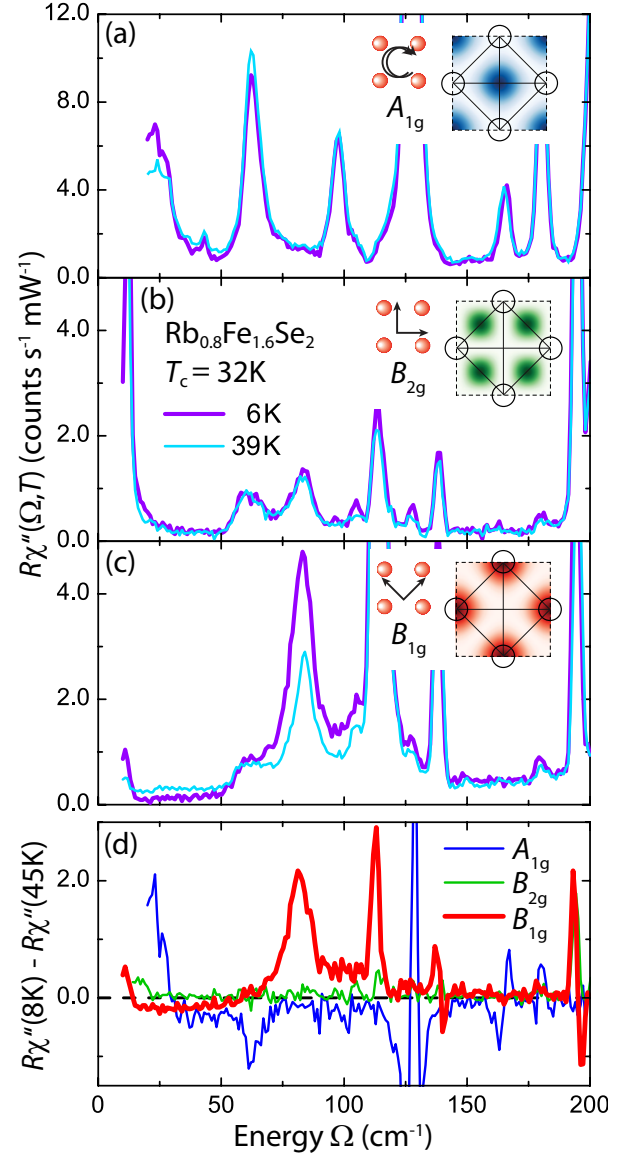 12.0
(a)
A1g
8.0
4.0
0.0
(b)
Rb0.8Fe1.6Se2
Tc = 32K
6K
39K
B2g
4.0
2.0
0.0
Rχ″(Ω,T) (counts s⁻¹ mW⁻¹)
(c)
B1g
4.0
2.0
0.0
(d)
A1g
B2g
B1g
2.0
0.0
Rχ″(8K) - Rχ″(45K)
0 50 100 150 200
Energy Ω (cm⁻¹)